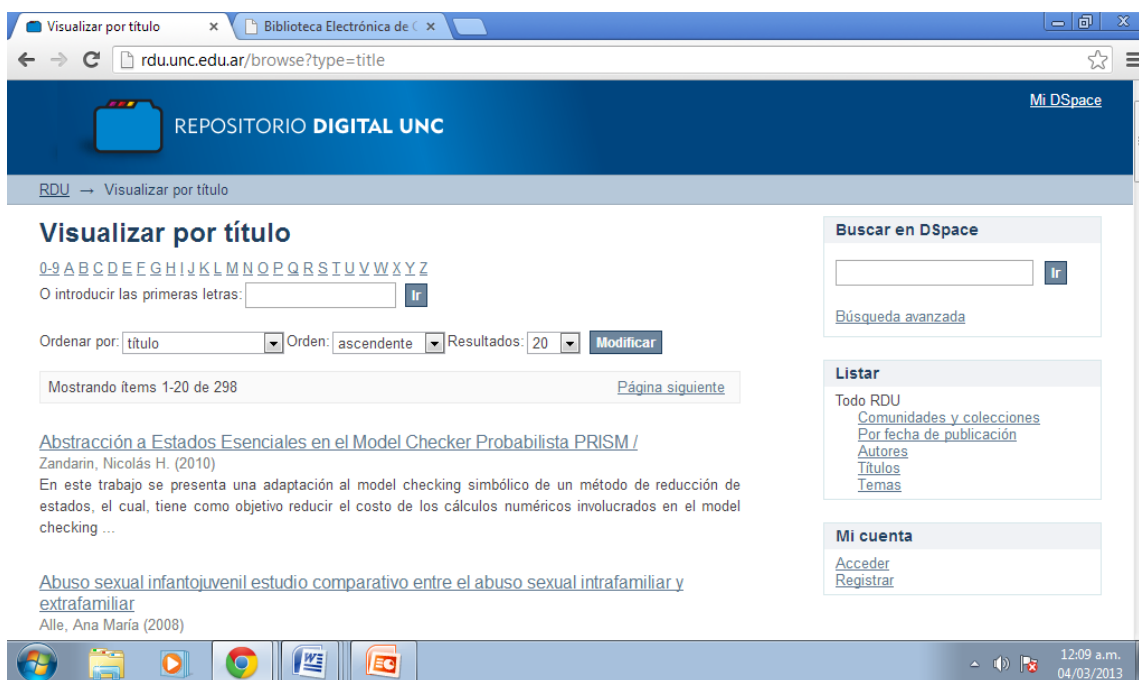 Visualizar por título
Biblioteca Electrónica de C
rdu.unc.edu.ar/browse?type=title
Mi DSpace
REPOSITORIO DIGITAL UNC
RDU → Visualizar por título
Visualizar por título
0-9 A B C D E F G H I J K L M N O P Q R S T U V W X Y Z
O introducir las primeras letras: Ir
Ordenar por: título Orden: ascendente Resultados: 20 Modificar
Mostrando ítems 1-20 de 298 Página siguiente
Abstracción a Estados Esenciales en el Model Checker Probabilista PRISM /
Zandarin, Nicolás H. (2010)
En este trabajo se presenta una adaptación al model checking simbólico de un método de reducción de
estados, el cual, tiene como objetivo reducir el costo de los cálculos numéricos involucrados en el model
checking ...
Abuso sexual infantojuvenil estudio comparativo entre el abuso sexual intrafamiliar y
extrafamiliar
Alle, Ana María (2008)
Buscar en DSpace
Ir
Búsqueda avanzada
Listar
Todo RDU
Comunidades y colecciones
Por fecha de publicación
Autores
Títulos
Temas
Mi cuenta
Acceder
Registrar
12:09 a.m.
04/03/2013